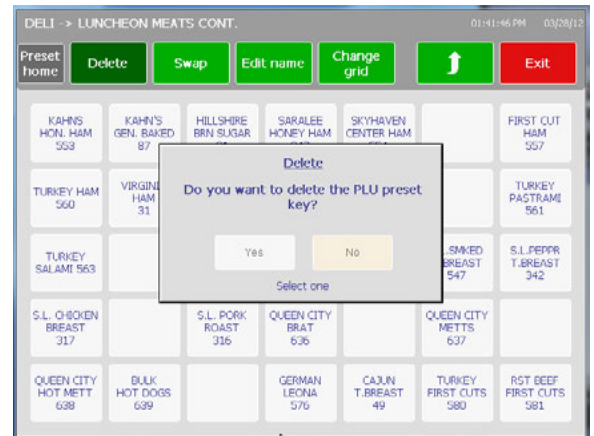 DELI -> LUNCHEON MEATS CONT.
01:41:46 PM 03/28/12
Preset
home
Delete
Swap
Edit name
Change
grid
Exit
KAHNS
HON. HAM
553
KAHN'S
GEN. BAKED
87
HILLSHIRE
BRN SUGAR
SARALEE
HONEY HAM
SKYHAVEN
CENTER HAM
FIRST CUT
HAM
557
Delete
Do you want to delete the PLU preset
key?
Yes
No
Select one
TURKEY HAM
560
VIRGINI
HAM
31
TURKEY
PASTRAMI
561
TURKEY
SALAMI 563
.SMKED
BREAST
547
S.L.PEPPR
T.BREAST
342
S.L. CHICKEN
BREAST
317
S.L. PORK
ROAST
316
QUEEN CITY
BRAT
636
QUEEN CITY
METTS
637
QUEEN CITY
HOT METT
638
BULK
HOT DOGS
639
GERMAN
LEONA
576
CAJUN
T.BREAST
49
TURKEY
FIRST CUTS
580
RST BEEF
FIRST CUTS
581